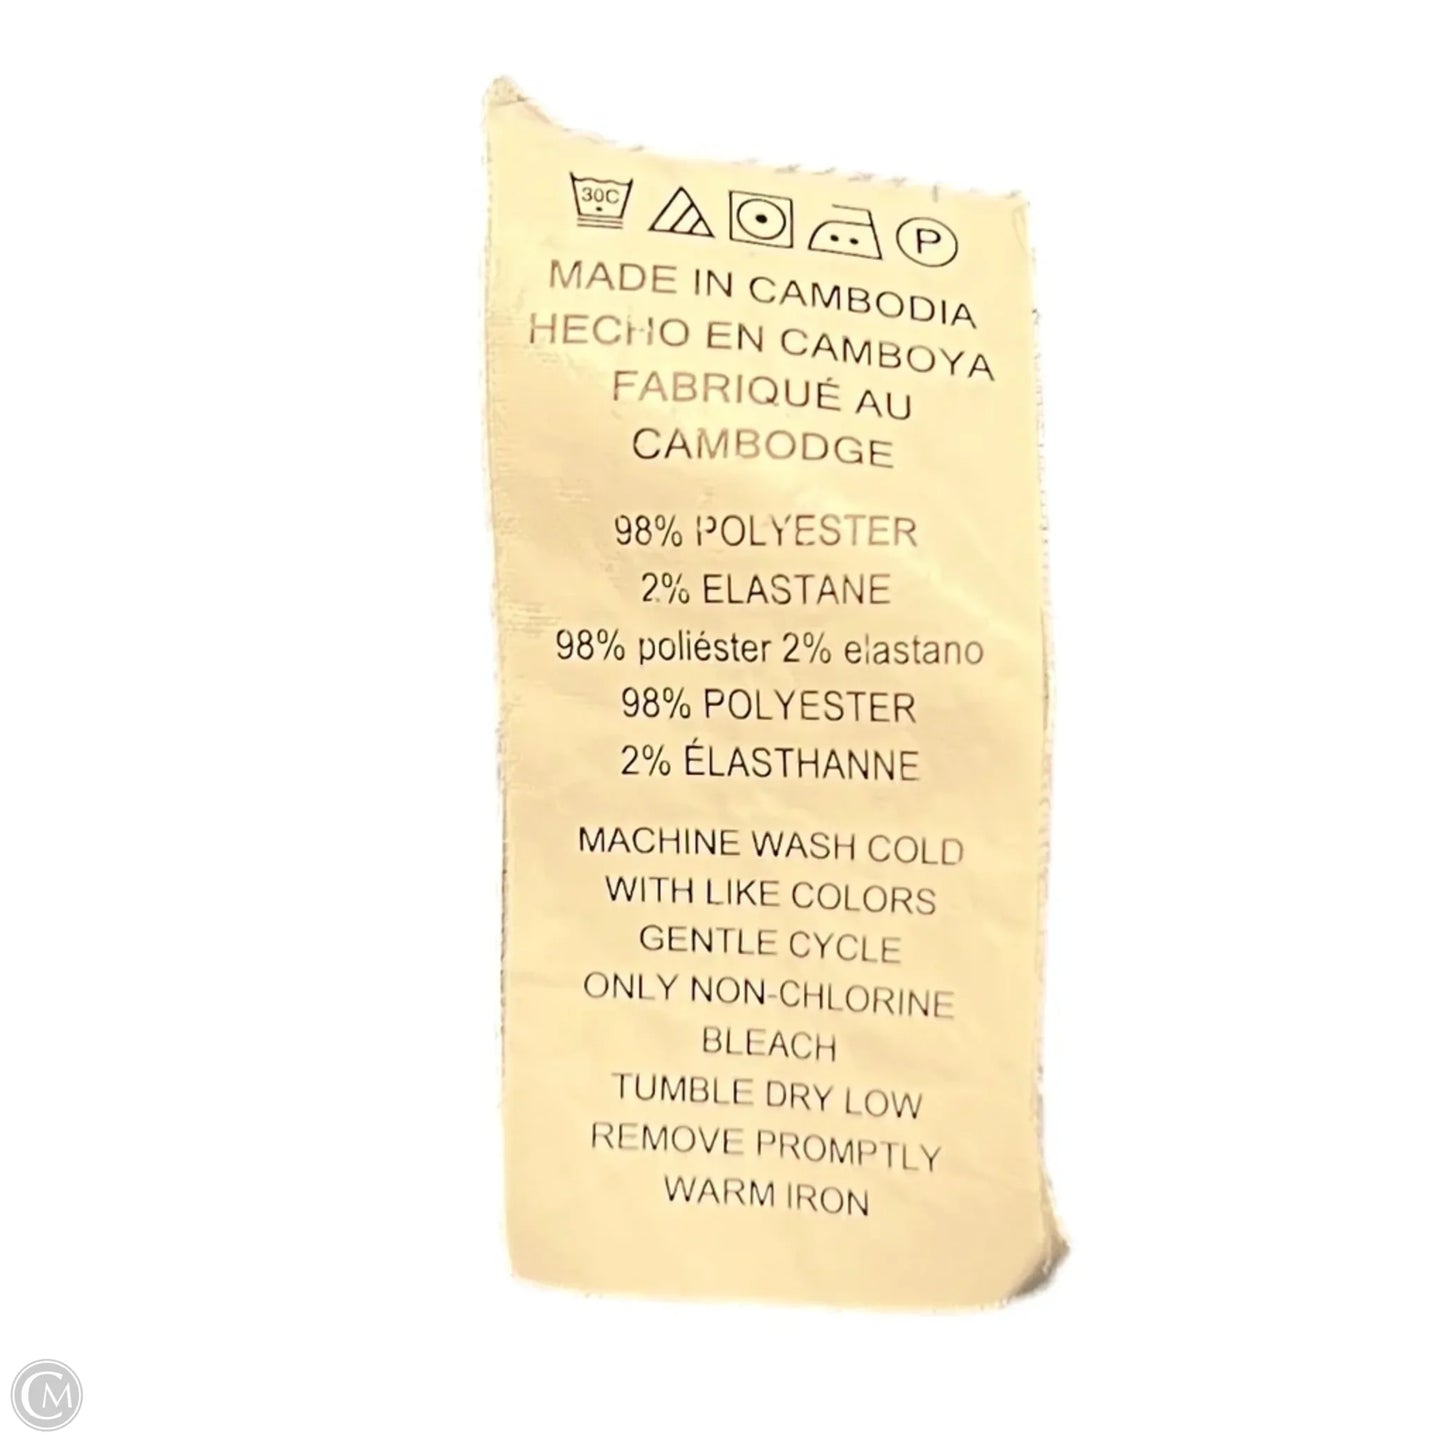 30C
P
MADE IN CAMBODIA
HECHO EN CAMBOYA
FABRIQUÉ AU
CAMBODGE
98% POLYESTER
2% ELASTANE
98% poliéster 2% elastano
98% POLYESTER
2% ÉLASTHANNE
MACHINE WASH COLD
WITH LIKE COLORS
GENTLE CYCLE
ONLY NON-CHLORINE
BLEACH
TUMBLE DRY LOW
REMOVE PROMPTLY
WARM IRON
CM